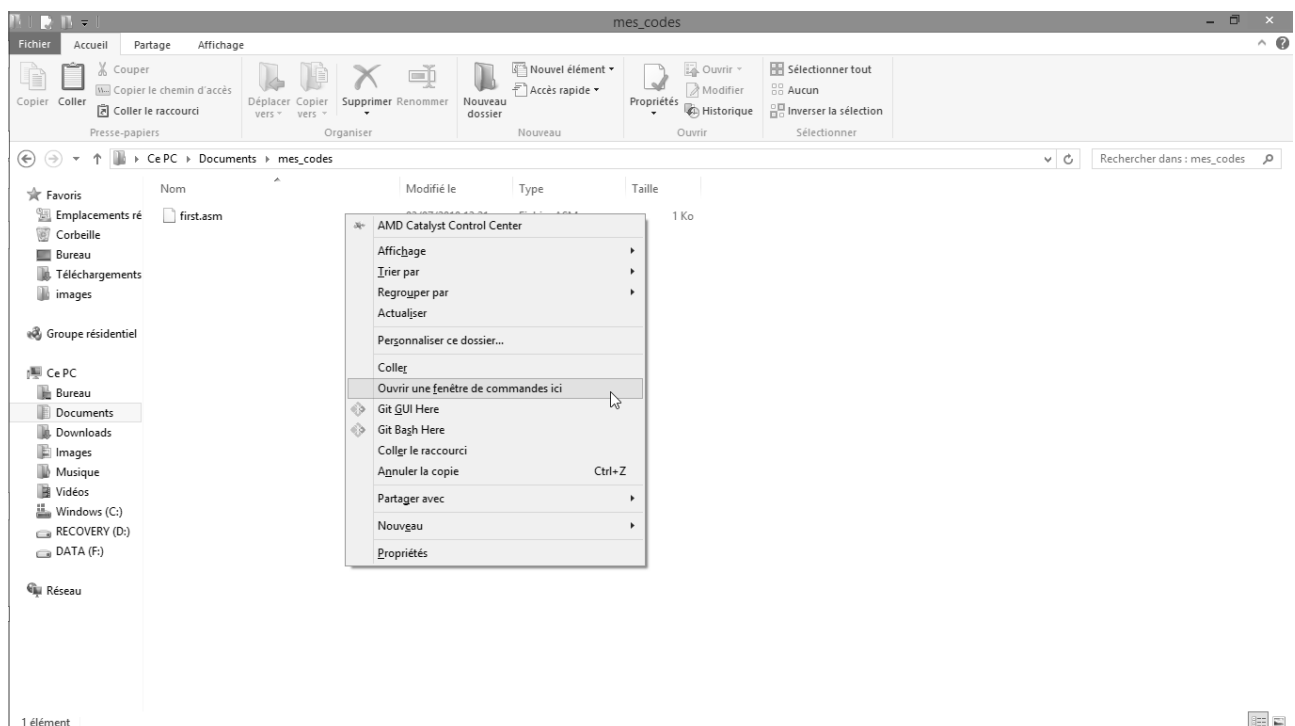 mes_codes
Fichier Accueil Partage Affichage
Copier
Coller
Couper
Copier le chemin d'accès
Coller le raccourci
Presse-papiers
Déplacer vers
Copier vers
Supprimer
Renommer
Organiser
Nouveau dossier
Nouvel élément
Accès rapide
Nouveau
Propriétés
Ouvrir
Modifier
Historique
Ouvrir
Sélectionner tout
Aucun
Inverser la sélection
Sélectionner
Ce PC Documents mes_codes
Rechercher dans : mes_codes
Favoris
Emplacements ré
Corbeille
Bureau
Téléchargements
images
Groupe résidentiel
Ce PC
Bureau
Documents
Downloads
Images
Musique
Vidéos
Windows (C:)
RECOVERY (D:)
DATA (F:)
Réseau
Nom Modifié le Type Taille
first.asm 1 Ko
AMD Catalyst Control Center
Affichage
Trier par
Regrouper par
Actualiser
Personnaliser ce dossier...
Coller
Ouvrir une fenêtre de commandes ici
Git GUI Here
Git Bash Here
Coller le raccourci
Annuler la copie Ctrl+Z
Partager avec
Nouveau
Propriétés
1 élément